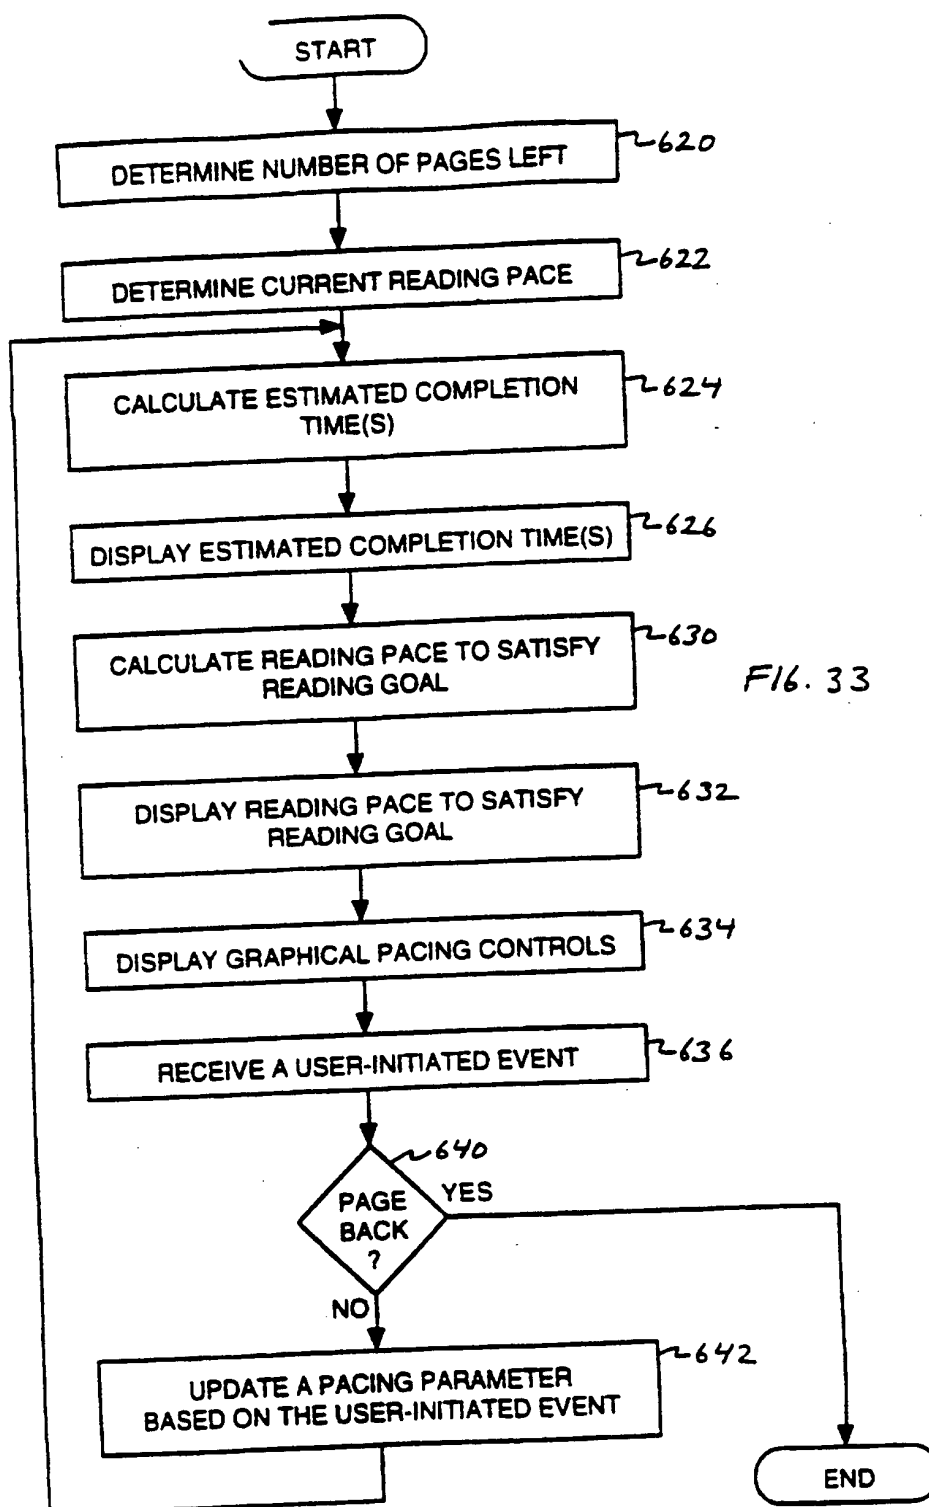 START
DETERMINE NUMBER OF PAGES LEFT
620
DETERMINE CURRENT READING PACE
622
CALCULATE ESTIMATED COMPLETION
TIME(S)
624
DISPLAY ESTIMATED COMPLETION TIME(S)
626
CALCULATE READING PACE TO SATISFY
READING GOAL
630
FIG. 33
DISPLAY READING PACE TO SATISFY
READING GOAL
632
DISPLAY GRAPHICAL PACING CONTROLS
634
RECEIVE A USER-INITIATED EVENT
636
640
PAGE
BACK
?
YES
NO
UPDATE A PACING PARAMETER
BASED ON THE USER-INITIATED EVENT
642
END